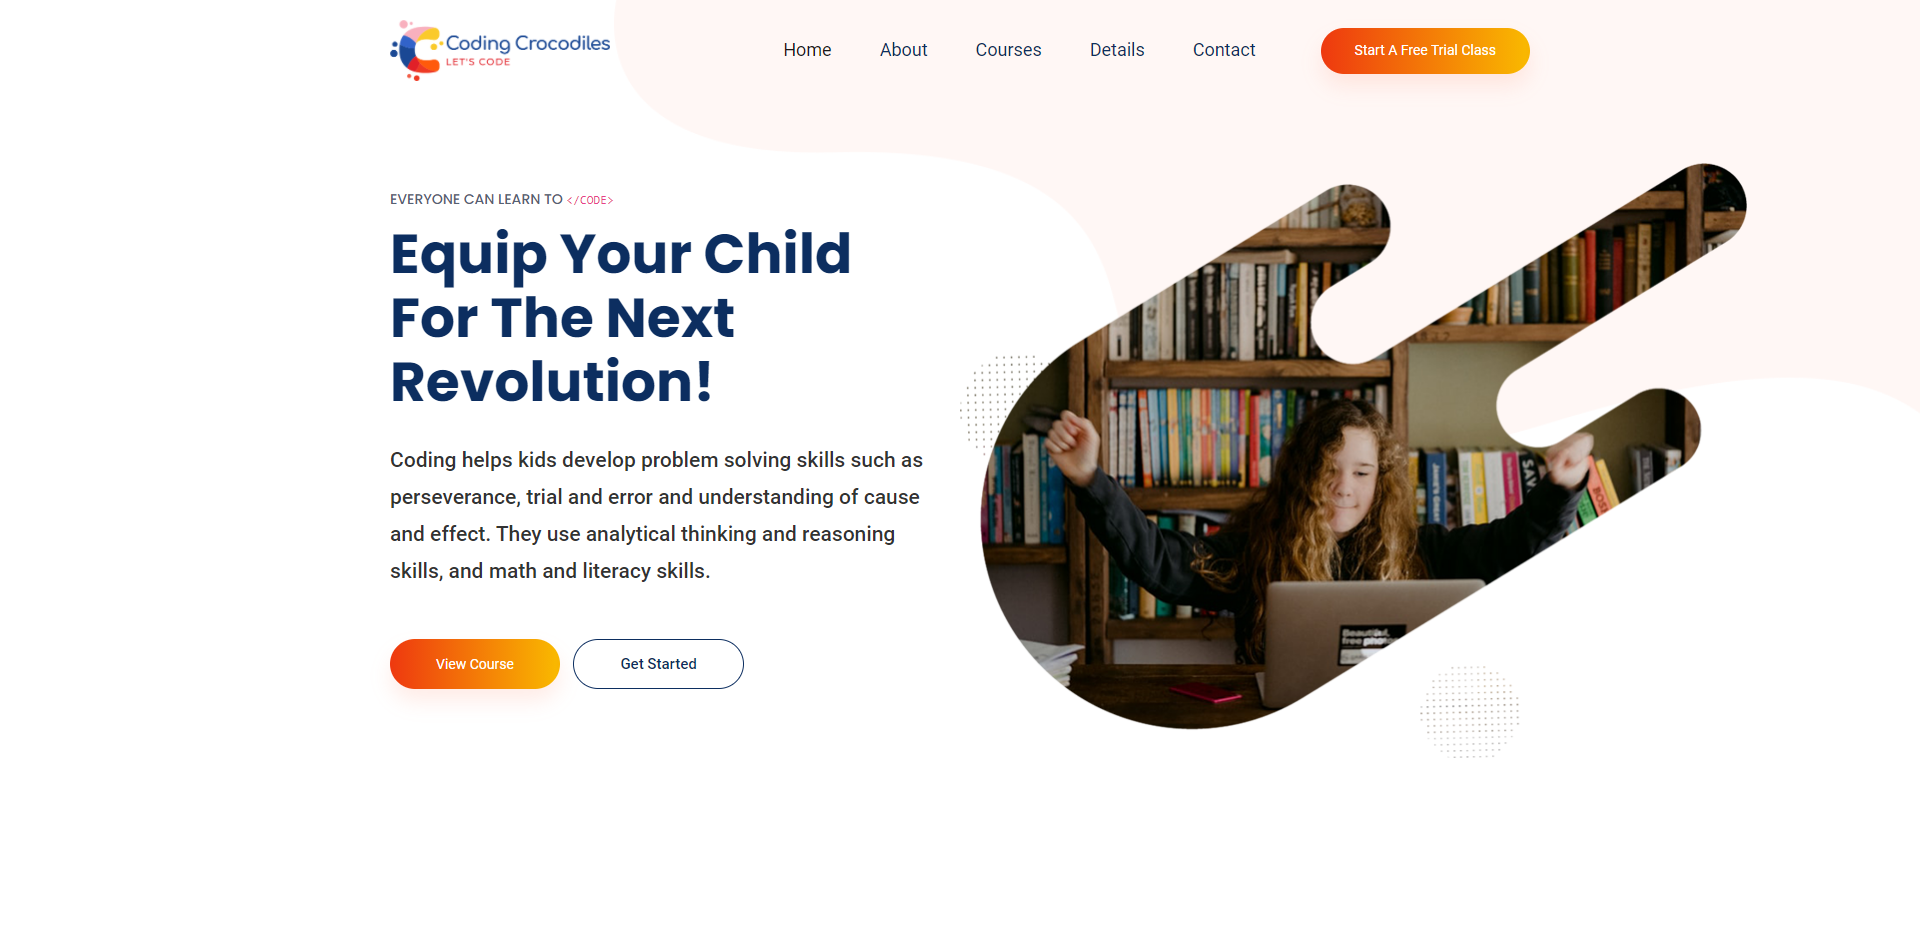 Coding Crocodiles
LET'S CODE
Home
About
Courses
Details
Contact
Start A Free Trial Class
EVERYONE CAN LEARN TO </CODE>
Equip Your Child
For The Next
Revolution!
Coding helps kids develop problem solving skills such as
perseverance, trial and error and understanding of cause
and effect. They use analytical thinking and reasoning
skills, and math and literacy skills.
View Course
Get Started
Beautiful,
free photos